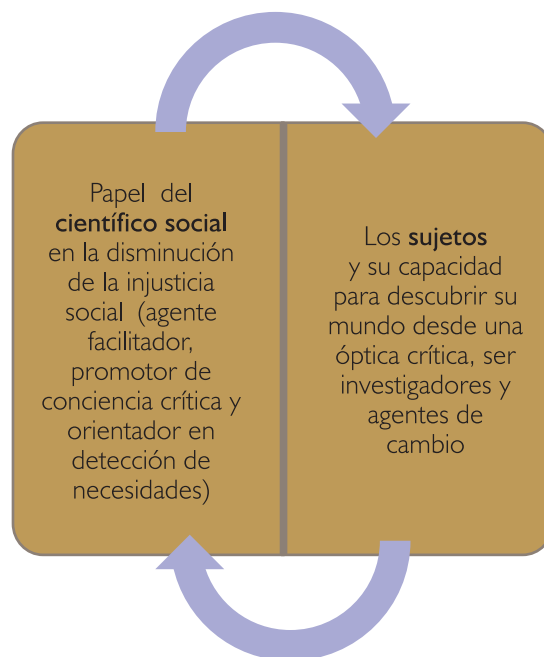 Papel del
científico social
en la disminución
de la injusticia
social (agente
facilitador,
promotor de
conciencia crítica y
orientador en
detección de
necesidades)
Los sujetos
y su capacidad
para descubrir su
mundo desde una
óptica crítica, ser
investigadores y
agentes de
cambio